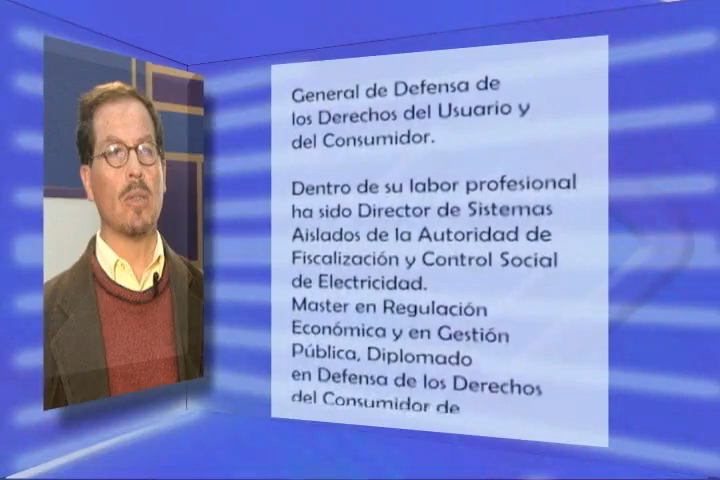 General de Defensa de
los Derechos del Usuario y
del Consumidor.
Dentro de su labor profesional
ha sido Director de Sistemas
Aislados de la Autoridad de
Fiscalización y Control Social
de Electricidad.
Master en Regulación
Económica y en Gestión
Pública, Diplomado
en Defensa de los Derechos
del Consumidor de